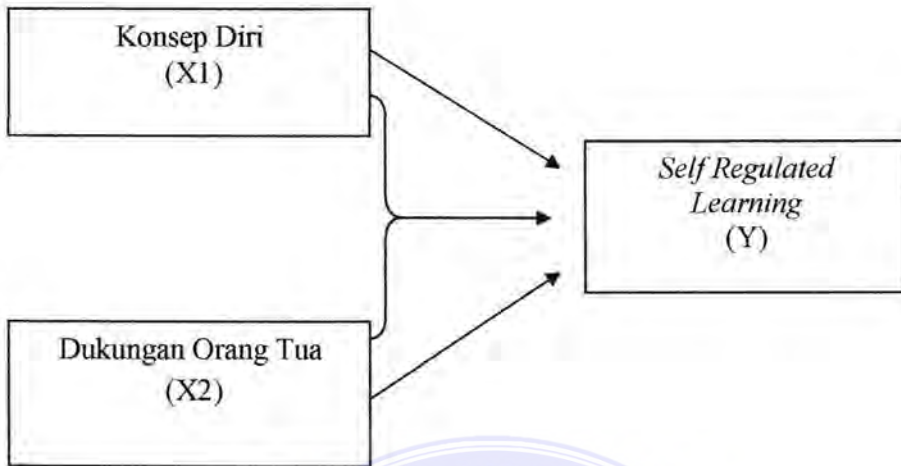 Konsep Diri
(X1)
Self Regulated
Learning
(Y)
Dukungan Orang Tua
(X2)